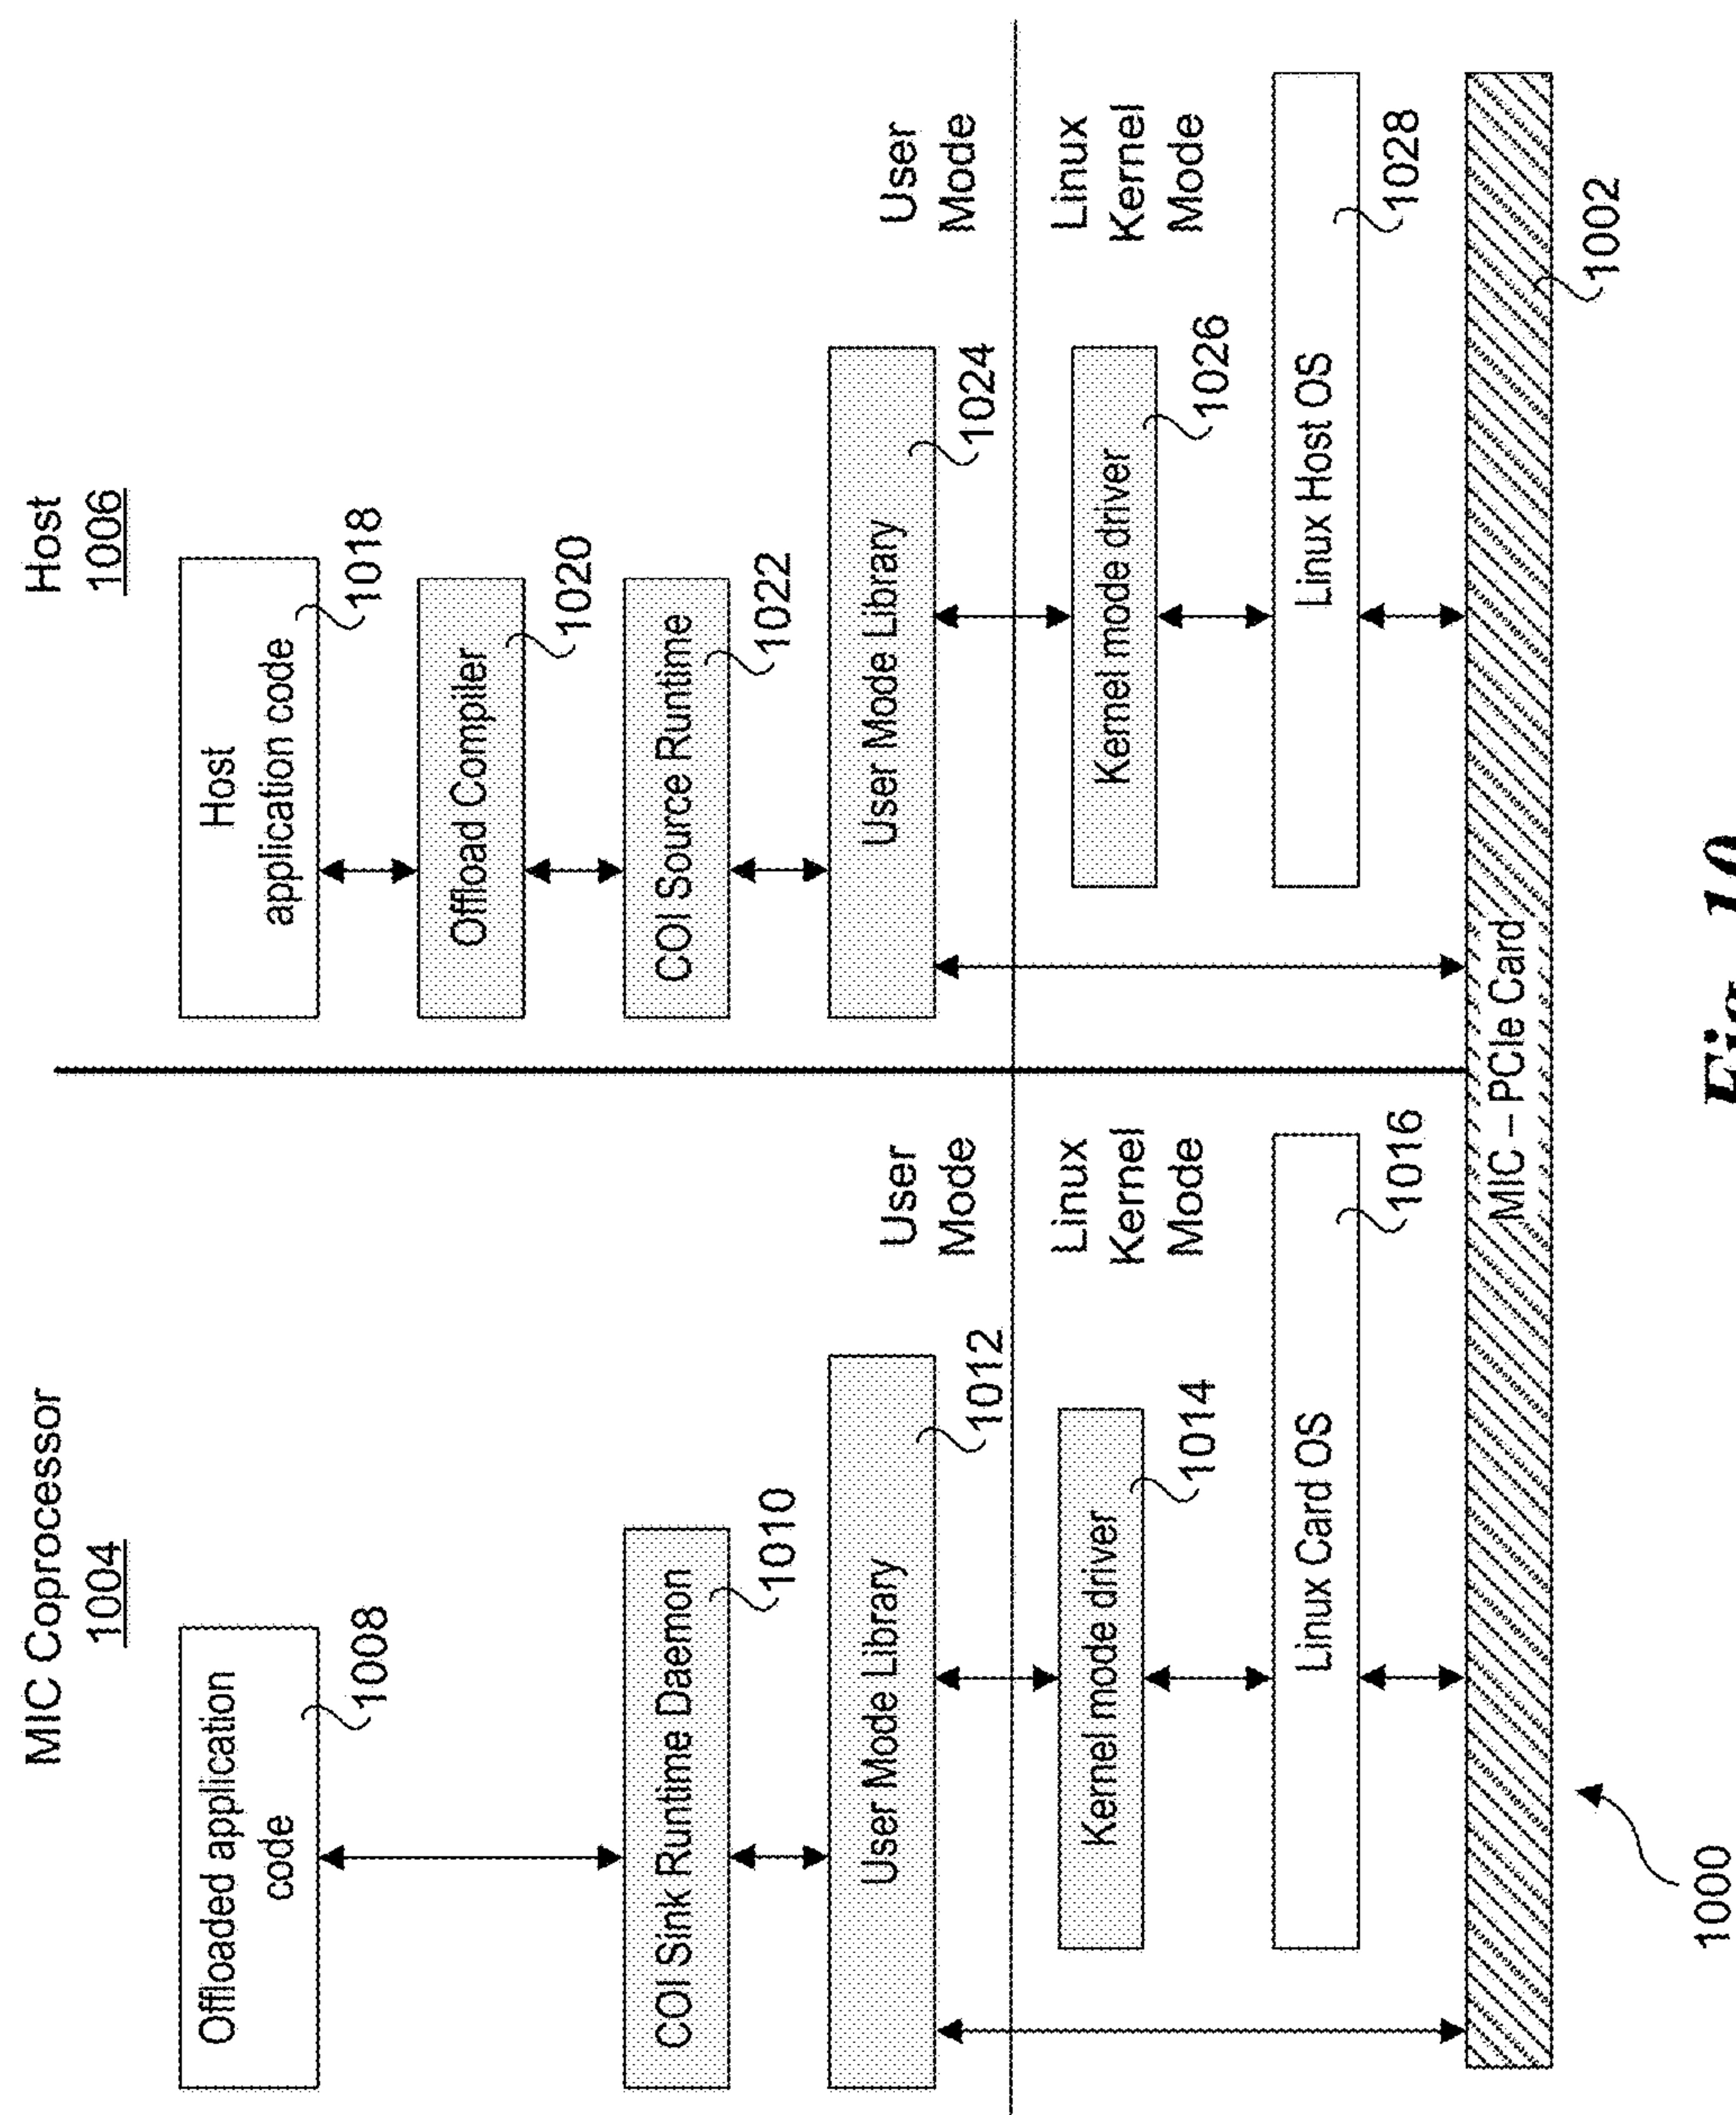 MIC Coprocessor
1004
Offloaded application
code
1008
COI Sink Runtime Daemon
1010
User Mode Library
1012
User
Mode
Linux
Kernel
Mode
Kernel mode driver
1014
Linux Card OS
1016
Host
1006
Host
application code
1018
Offload Compiler
1020
COI Source Runtime
1022
User Mode Library
1024
User
Mode
Linux
Kernel
Mode
Kernel mode driver
1026
Linux Host OS
1028
MIC – PCIe Card
1002
1000
Fig. 10